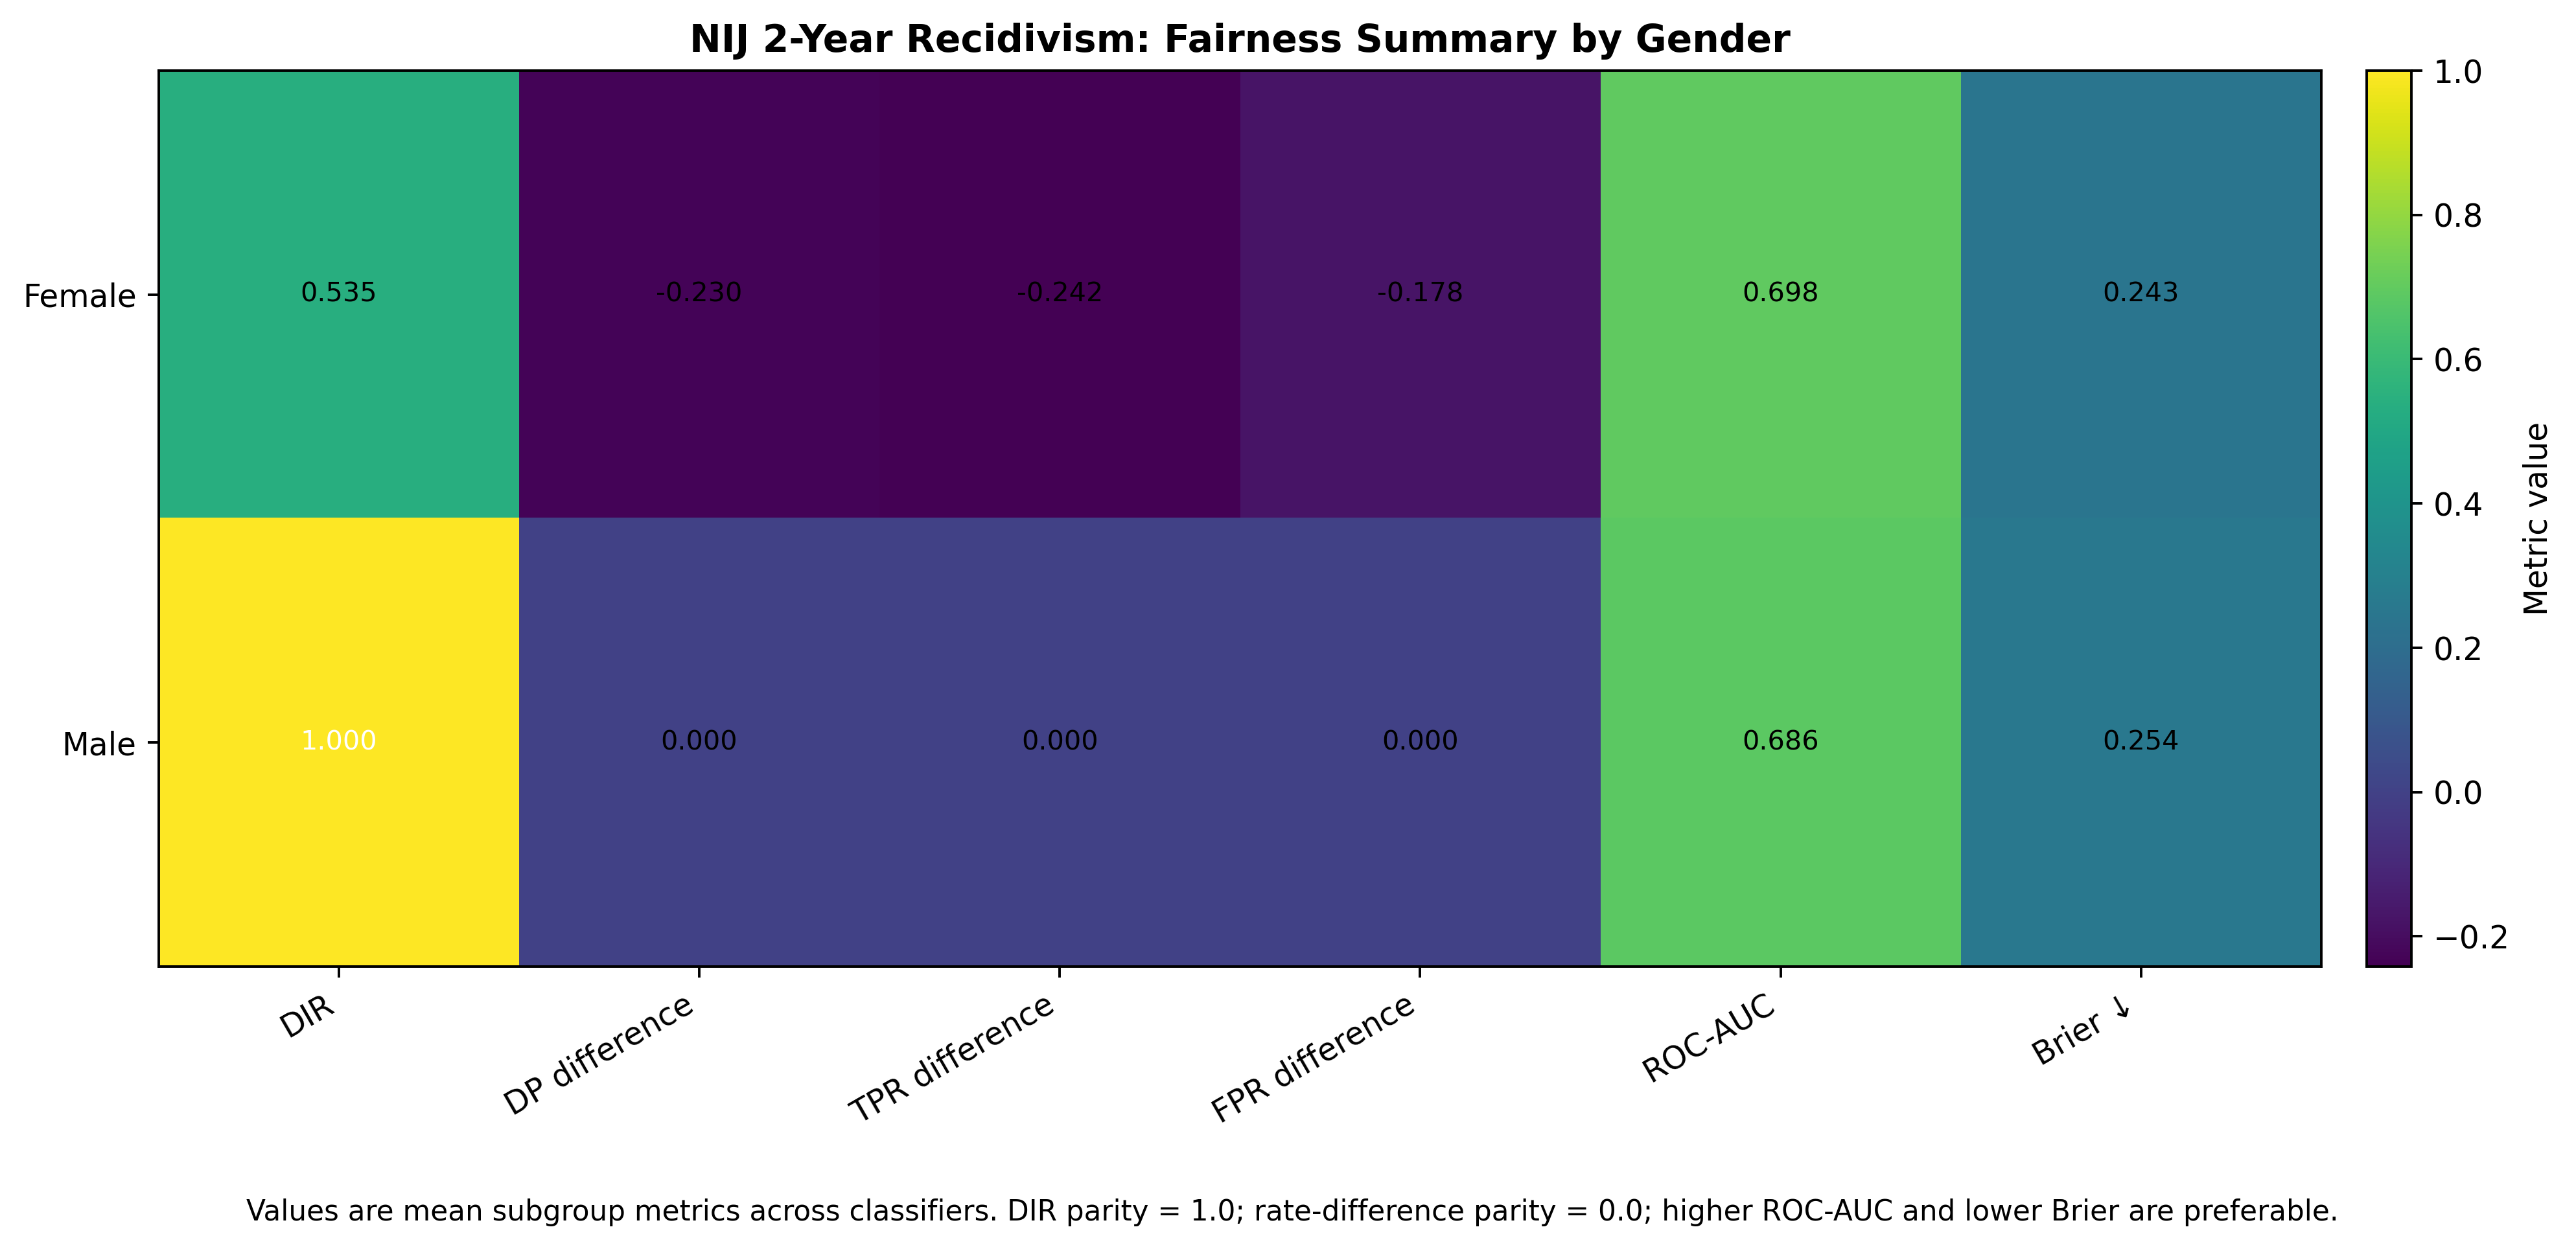 NIJ 2-Year Recidivism: Fairness Summary by Gender
1.0
0.8
0.6
0.4
0.2
0.0
−0.2
Metric value
Female
0.535
-0.230
-0.242
-0.178
0.698
0.243
Male
1.000
0.000
0.000
0.000
0.686
0.254
DIR
DP difference
TPR difference
FPR difference
ROC-AUC
Brier ↓
Values are mean subgroup metrics across classifiers. DIR parity = 1.0; rate-difference parity = 0.0; higher ROC-AUC and lower Brier are preferable.